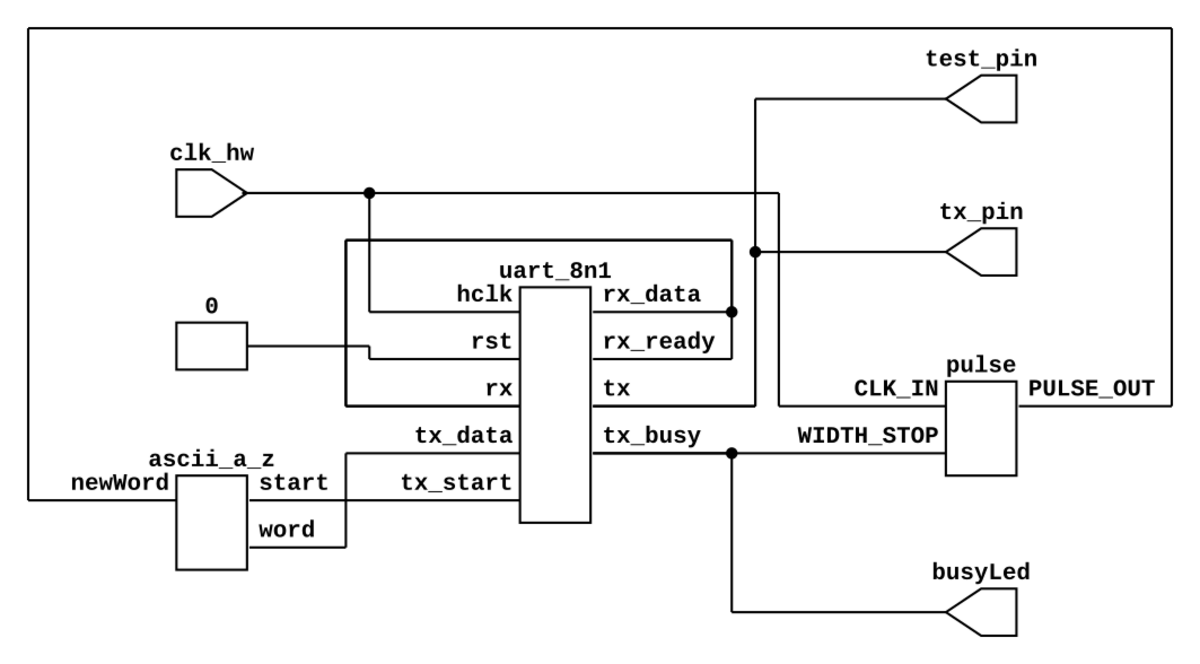 test_pin
clk_hw
tx_pin
uart_8n1
hclk rx_data
0
rst rx_ready
pulse
rx tx CLK_IN PULSE_OUT
tx_data tx_busy WIDTH_STOP
ascii_a_z
newWord start tx_start
word
busyLed